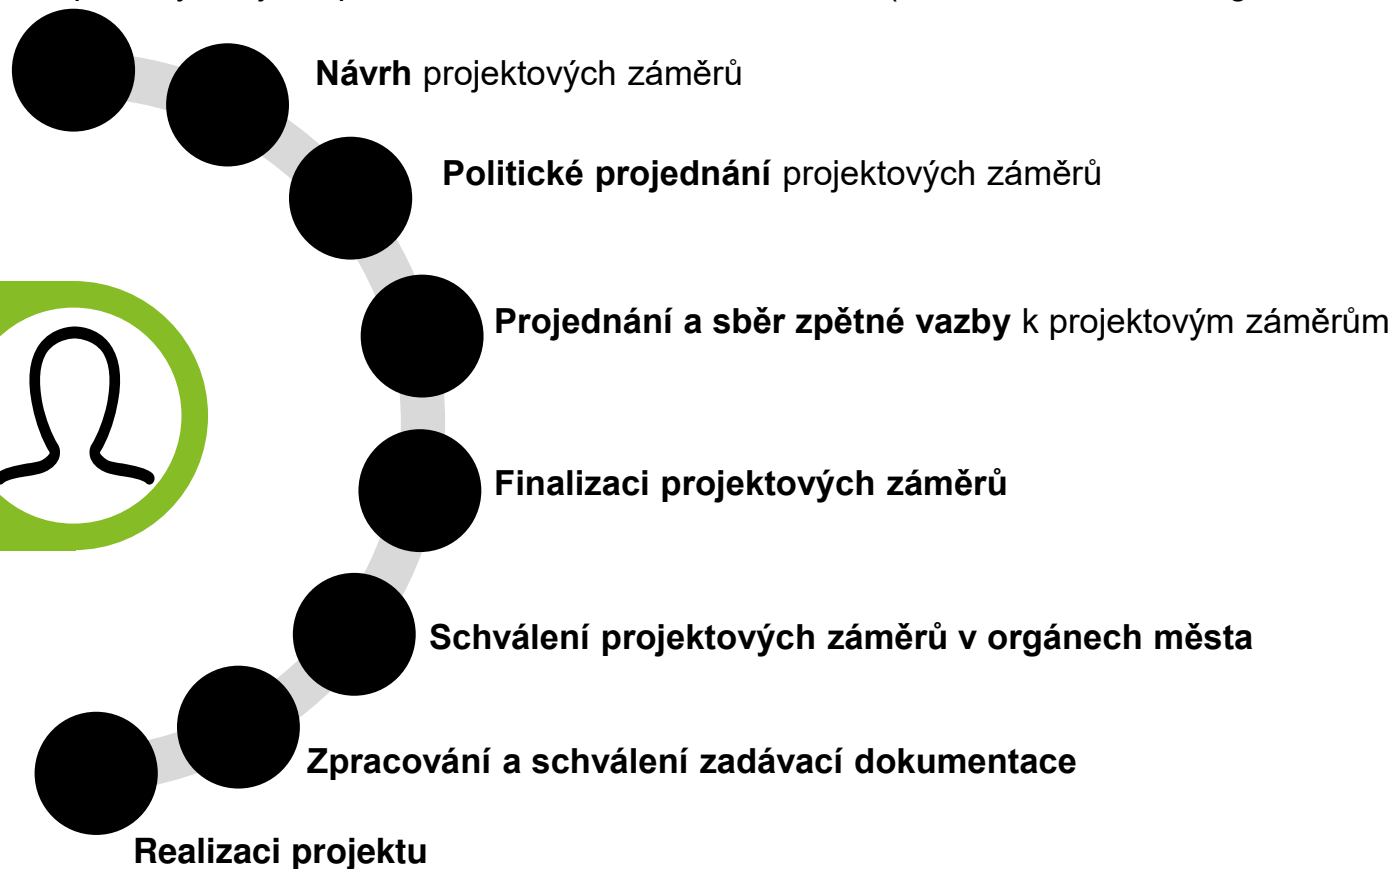 Návrh projektových záměrů
Politické projednání projektových záměrů
Projednání a sběr zpětné vazby k projektovým záměrům
Finalizaci projektových záměrů
Schválení projektových záměrů v orgánech města
Zpracování a schválení zadávací dokumentace
Realizaci projektu